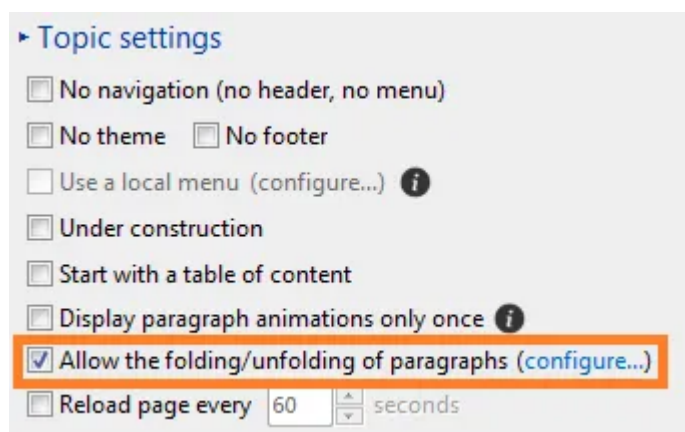 Topic settings
No navigation (no header, no menu)
No theme No footer
Use a local menu (configure...) i
Under construction
Start with a table of content
Display paragraph animations only once i
Allow the folding/unfolding of paragraphs (configure...)
Reload page every 60 seconds